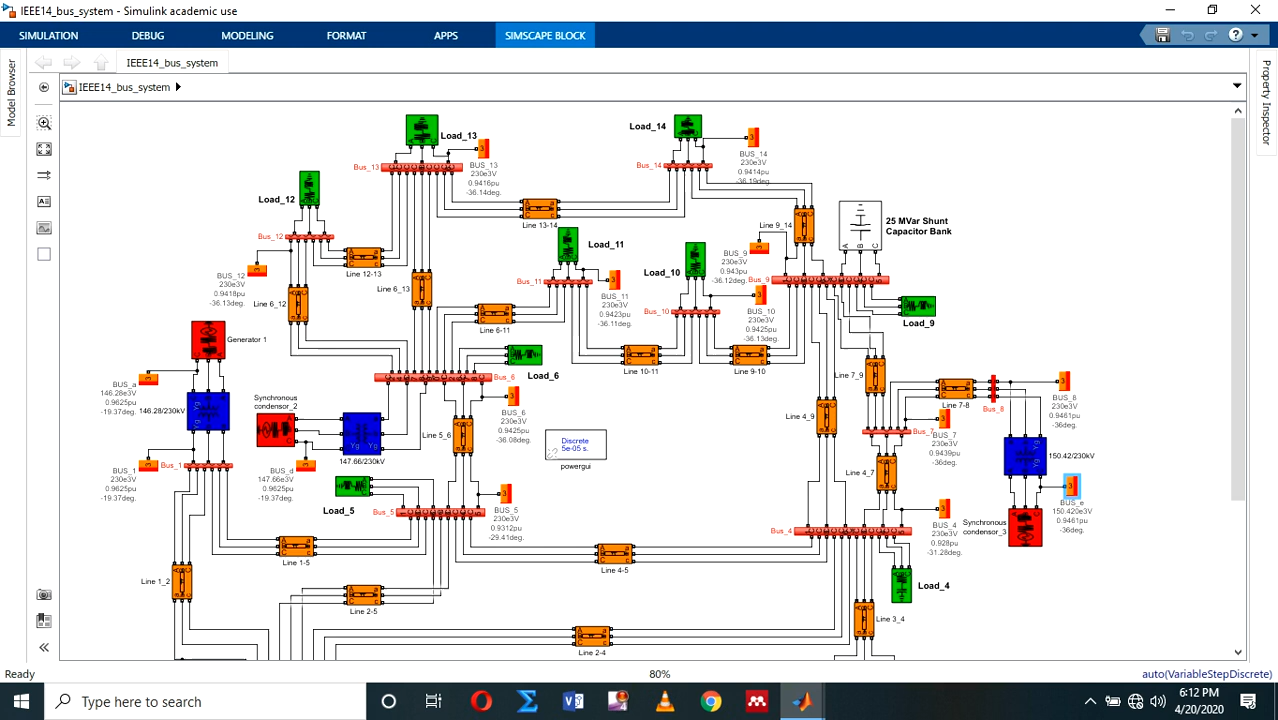 IEEE14_bus_system - Simulink academic use
SIMULATION
DEBUG
MODELING
FORMAT
APPS
SIMSCAPE BLOCK
IEEE14_bus_system
IEEE14_bus_system
Model Browser
Property Inspector
Load_13
Bus_13
BUS_13
230e3V
0.9416pu
-36.14deg.
Load_14
Bus_14
BUS_14
230e3V
0.9414pu
-36.19deg.
Load_12
Bus_12
BUS_12
230e3V
0.9418pu
-36.13deg.
Line 12-13
Line 13-14
Line 6_12
Line 6_13
Load_11
Bus_11
BUS_11
230e3V
0.9423pu
-36.11deg.
Load_10
Bus_10
BUS_10
230e3V
0.9425pu
-36.13deg.
Line 9_14
BUS_9
230e3V
0.943pu
-36.12deg.
Bus_9
25 MVar Shunt
Capacitor Bank
A B C
Load_9
Line 6-11
Line 10-11
Line 9-10
Generator 1
BUS_a
146.28e3V
0.9625pu
-19.37deg.
146.28/230kV
Synchronous
condensor_2
147.66/230kV
Load_6
Bus_6
BUS_6
230e3V
0.9425pu
-36.08deg.
Line 5_6
Discrete
5e-05 s.
powergui
Line 7_9
Line 4_9
Line 7-8
Bus_8
BUS_8
230e3V
0.9461pu
-36deg.
Bus_7
BUS_7
230e3V
0.9439pu
-36deg.
Line 4_7
150.42/230kV
BUS_e
150.420e3V
0.9461pu
-36deg.
Synchronous
condensor_3
Bus_1
BUS_1
230e3V
0.9625pu
-19.37deg.
BUS_d
147.66e3V
0.9625pu
-19.37deg.
Load_5
Bus_5
BUS_5
230e3V
0.9312pu
-29.41deg.
Bus_4
BUS_4
230e3V
0.928pu
-31.28deg.
Load_4
Line 1-5
Line 4-5
Line 1_2
Line 2-5
Line 3_4
Line 2-4
Ready
80%
auto(VariableStepDiscrete)
Type here to search
6:12 PM
4/20/2020